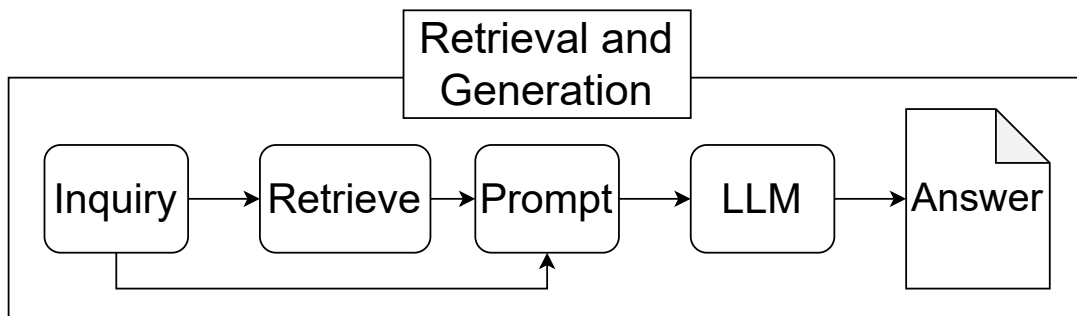 Retrieval and
Generation
Inquiry
Retrieve
Prompt
LLM
Answer